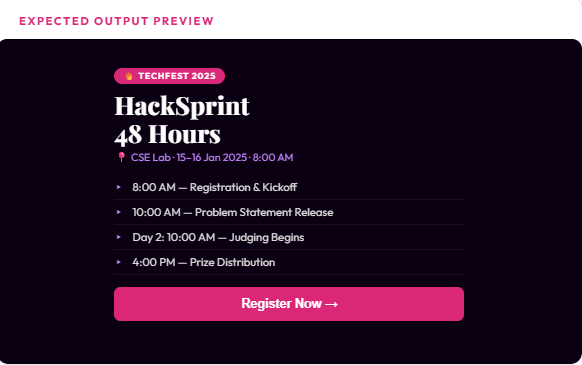 EXPECTED OUTPUT PREVIEW
🔥 TECHFEST 2025
HackSprint
48 Hours
📍 CSE Lab · 15–16 Jan 2025 · 8:00 AM
‣ 8:00 AM — Registration & Kickoff
‣ 10:00 AM — Problem Statement Release
‣ Day 2: 10:00 AM — Judging Begins
‣ 4:00 PM — Prize Distribution
Register Now →